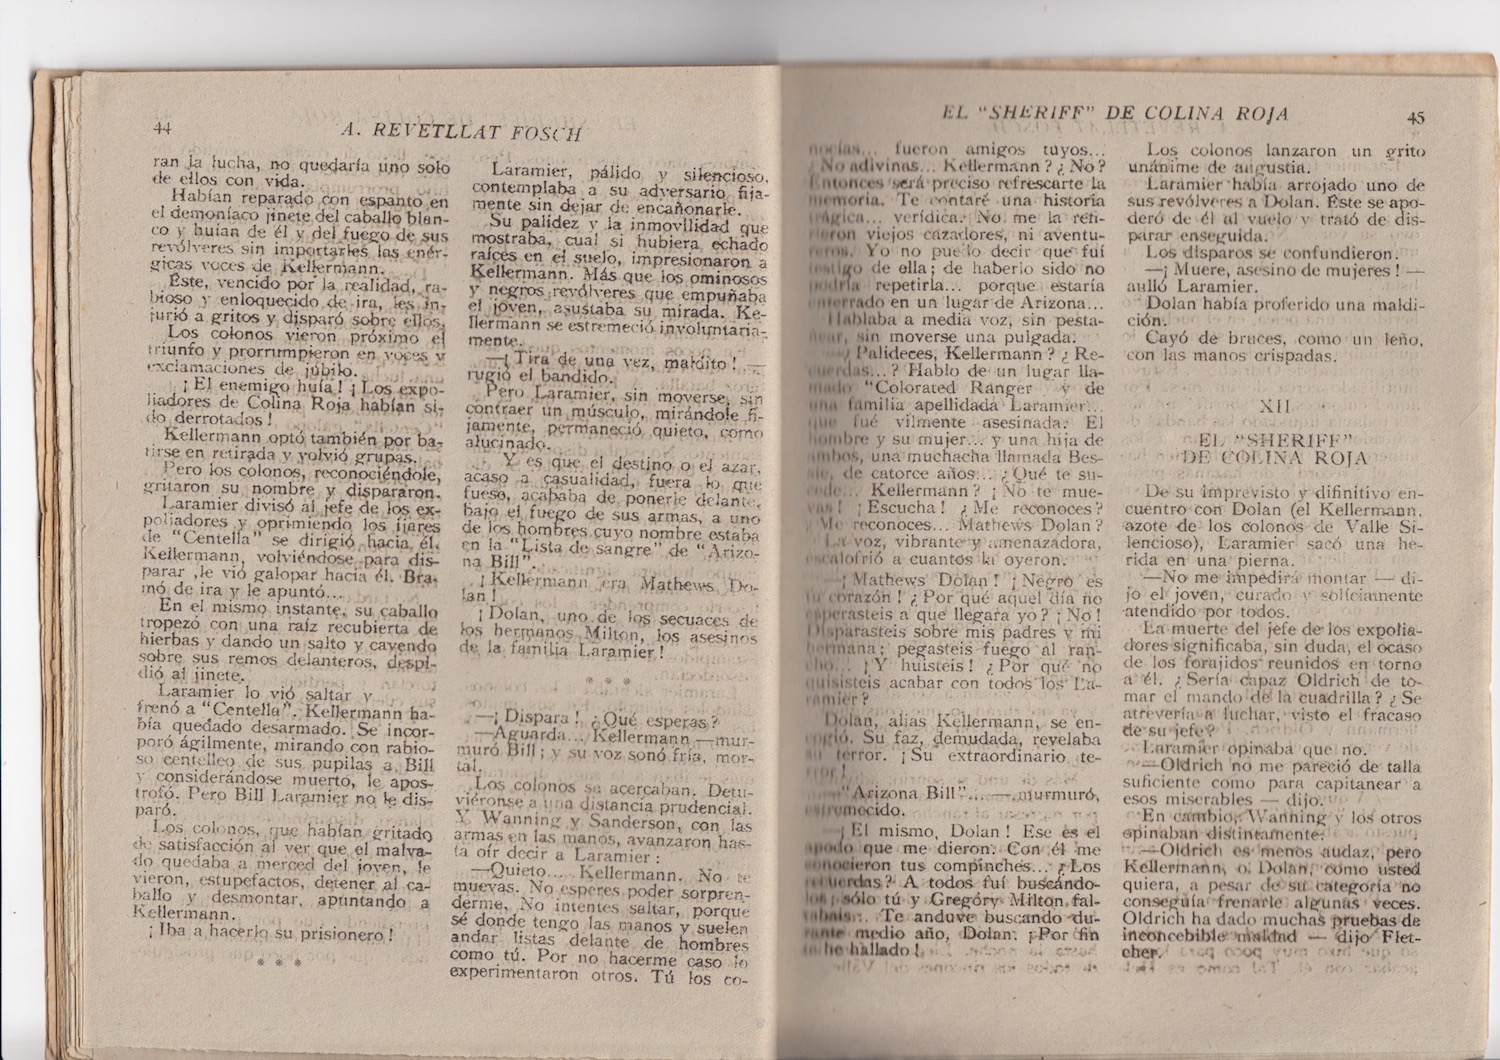 44
A. REVETLLAT FOSCH
ran la lucha, no quedaría uno solo
de ellos con vida.
Habían reparado con espanto en
el demoníaco jinete del caballo blan-
co y huían de él y del fuego de sus
revólveres sin importarles las enér-
gicas voces de Kellermann.
Éste, vencido por la realidad, ra-
bioso y enloquecido de ira, les in-
jurió a gritos y disparó sobre ellos.
Los colonos vieron próximo el
triunfo y prorrumpieron en voces y
exclamaciones de júbilo.
¡El enemigo huía! ¡Los expo-
liadores de Colina Roja habían si-
do derrotados!
Kellermann optó también por ba-
tirse en retirada y volvió grupas.
Pero los colonos, reconociéndole,
gritaron su nombre y dispararon.
Laramier divisó al jefe de los ex-
poliadores y oprimiendo los ijares
de "Centella" se dirigió hacia él.
Kellermann, volviéndose para dis-
parar ,le vió galopar hacia él. Bra-
mó de ira y le apuntó...
En el mismo instante, su caballo
tropezó con una raíz recubierta de
hierbas y dando un salto y cayendo
sobre sus remos delanteros, despi-
dió al jinete.
Laramier lo vió saltar y
frenó a "Centella". Kellermann ha-
bía quedado desarmado. Se incor-
poró ágilmente, mirando con rabio-
so centelleo de sus pupilas a Bill
y considerándose muerto, le apos-
trofó. Pero Bill Laramier no le dis-
paró.
Los colonos, que habían gritado
de satisfacción al ver que el malva-
do quedaba a merced del joven, le
vieron, estupefactos, detener al ca-
ballo y desmontar, apuntando a
Kellermann.
¡Iba a hacerlo su prisionero!
* * *
Laramier, pálido y silencioso,
contemplaba a su adversario fija-
mente sin dejar de encañonarle.
Su palidez y la inmovilidad que
mostraba, cual si hubiera echado
raíces en el suelo, impresionaron a
Kellermann. Más que los ominosos
y negros revólveres que empuñaba
el joven, asustaba su mirada. Ke-
llermann se estremeció involuntaria-
mente.
—¡Tira de una vez, maldito! —
rugió el bandido.
Pero Laramier, sin moverse, sin
contraer un músculo, mirándole fi-
jamente, permaneció quieto, como
alucinado.
Y es que el destino o el azar,
acaso a casualidad, fuera lo que
fueso, acababa de ponerle delante,
bajo el fuego de sus armas, a uno
de los hombres cuyo nombre estaba
en la "Lista de sangre" de "Arizo-
na Bill".
¡Kellermann era Mathews Do-
lan!
¡Dolan, uno de los secuaces de
los hermanos Milton, los asesinos
de la familia Laramier!
* * *
—¡Dispara! ¿Qué esperas?
—Aguarda... Kellermann —mur-
muró Bill; y su voz sonó fría, mor-
tal.
Los colonos se acercaban. Detu-
viéronse a una distancia prudencial.
Y Wanning y Sanderson, con las
armas en las manos, avanzaron has-
ta oír decir a Laramier:
—Quieto... Kellermann. No te
muevas. No esperes poder sorpren-
derme, No intentes saltar, porque
sé donde tengo las manos y suelen
andar listas delante de hombres
como tú. Por no hacerme caso lo
experimentaron otros. Tú los co-
EL "SHERIFF" DE COLINA ROJA
45
nocías... fueron amigos tuyos...
¿No adivinas... Kellermann? ¿No?
Entonces será preciso refrescarte la
memoria. Te contaré una historia
trágica... verídica. No me la refi-
rieron viejos cazadores, ni aventu-
reros. Yo no puedo decir que fuí
testigo de ella; de haberlo sido no
podría repetirla... porque estaría
enterrado en un lugar de Arizona...
Hablaba a media voz, sin pesta-
ñear, sin moverse una pulgada.
—¿Palideces, Kellermann? ¿Re-
cuerdas...? Hablo de un lugar lla-
mado "Colorated Ranger y de
una familia apellidada Laramier...
que fué vilmente asesinada. El
hombre y su mujer... y una hija de
ambos, una muchacha llamada Bes-
sie, de catorce años... ¿Qué te su-
cede... Kellermann? ¡No te mue-
vas! ¡Escucha! ¿Me reconoces?
¿Me reconoces... Mathews Dolan?
La voz, vibrante y amenazadora,
escalofrió a cuantos la oyeron.
—¡Mathews Dolan! ¡Negro es
tu corazón! ¿Por qué aquel día no
esperasteis a que llegara yo? ¡No!
Disparasteis sobre mis padres y mi
hermana; pegasteis fuego al ran-
cho... ¡Y huisteis! ¿Por qué no
quisisteis acabar con todos los La-
ramier?
Dolan, alias Kellermann, se en-
cogió. Su faz, demudada, revelaba
su terror. ¡Su extraordinario te-
rror!
—"Arizona Bill"... — murmuró,
estremecido.
—¡El mismo, Dolan! Ese es el
apodo que me dieron. Con él me
conocieron tus compinches... ¿Los
recuerdas? A todos fuí buscándo-
los; sólo tú y Gregóry Milton fal-
tabais... Te anduve buscando du-
rante medio año, Dolan. ¡Por fin
te he hallado!
Los colonos lanzaron un grito
unánime de angustia.
Laramier había arrojado uno de
sus revólveres a Dolan. Éste se apo-
deró de él al vuelo y trató de dis-
parar enseguida.
Los disparos se confundieron.
—¡Muere, asesino de mujeres! —
aulló Laramier.
Dolan había proferido una maldi-
ción.
Cayó de bruces, como un leño,
con las manos crispadas.
XII
EL "SHERIFF"
DE COLINA ROJA
De su imprevisto y difinitivo en-
cuentro con Dolan (el Kellermann,
azote de los colonos de Valle Si-
lencioso), Laramier sacó una he-
rida en una pierna.
—No me impedirá montar — di-
jo el joven, curado y solíciamente
atendido por todos.
La muerte del jefe de los expolia-
dores significaba, sin duda, el ocaso
de los forajidos reunidos en torno
a él. ¿Sería capaz Oldrich de to-
mar el mando de la cuadrilla? ¿Se
atrevería a luchar, visto el fracaso
de su jefe?
Laramier opinaba que no.
—Oldrich no me pareció de talla
suficiente como para capitanear a
esos miserables — dijo.
En cambio, Wanning y los otros
opinaban distintamente.
—Oldrich es menos audaz, pero
Kellermann, o Dolan, como usted
quiera, a pesar de su categoría no
conseguía frenarle algunas veces.
Oldrich ha dado muchas pruebas de
inconcebible maldad — dijo Flet-
cher.